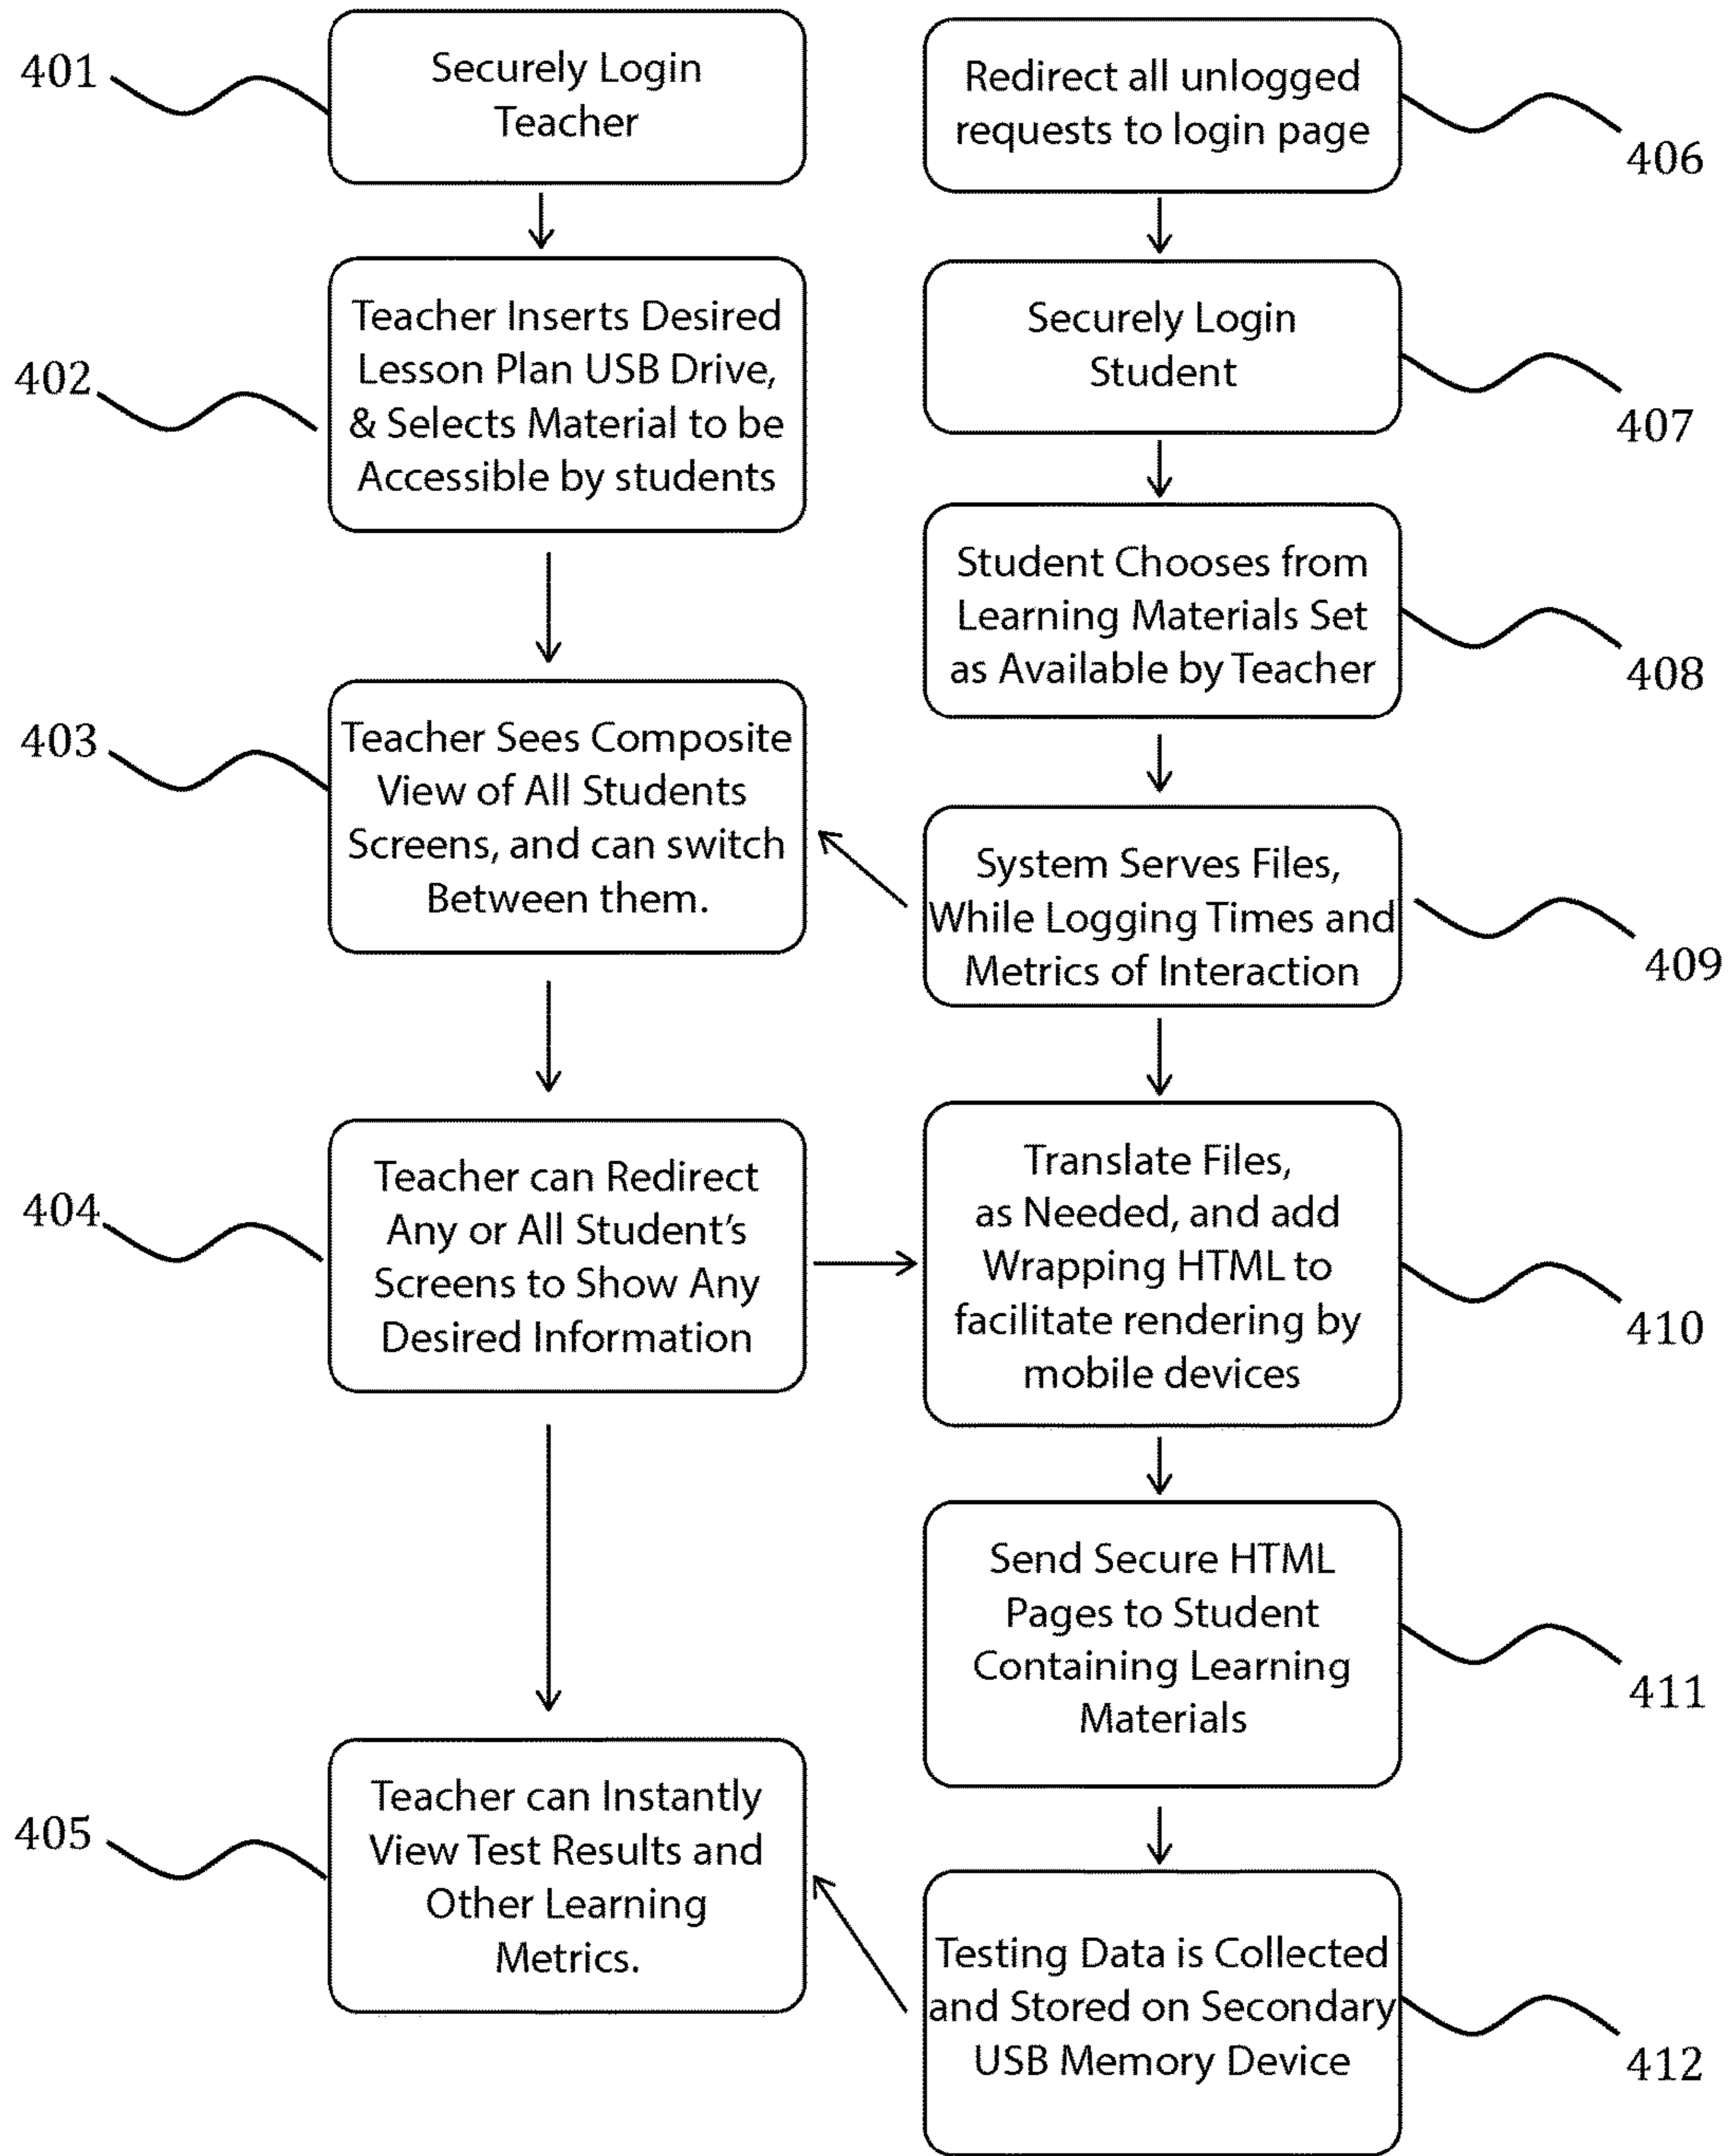 401
Securely Login
Teacher
402
Teacher Inserts Desired
Lesson Plan USB Drive,
& Selects Material to be
Accessible by students
403
Teacher Sees Composite
View of All Students
Screens, and can switch
Between them.
404
Teacher can Redirect
Any or All Student's
Screens to Show Any
Desired Information
405
Teacher can Instantly
View Test Results and
Other Learning
Metrics.
Redirect all unlogged
requests to login page
406
Securely Login
Student
407
Student Chooses from
Learning Materials Set
as Available by Teacher
408
System Serves Files,
While Logging Times and
Metrics of Interaction
409
Translate Files,
as Needed, and add
Wrapping HTML to
facilitate rendering by
mobile devices
410
Send Secure HTML
Pages to Student
Containing Learning
Materials
411
Testing Data is Collected
and Stored on Secondary
USB Memory Device
412